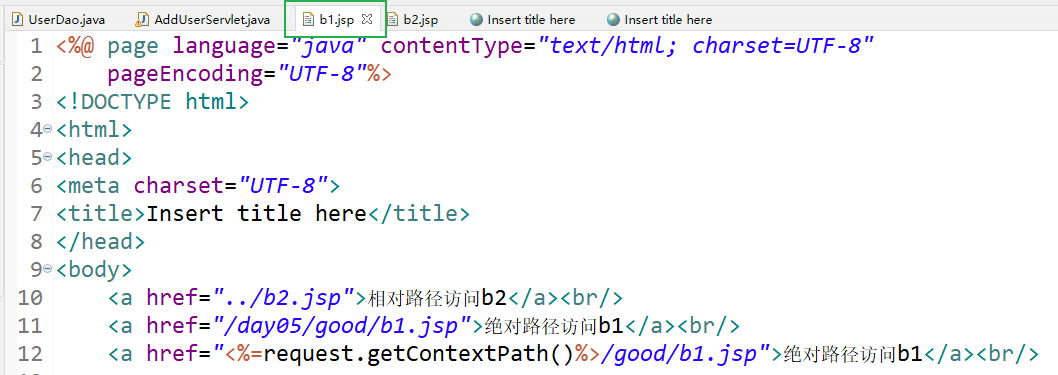 UserDao.java AddUserServlet.java b1.jsp b2.jsp Insert title here Insert title here
1 <%@ page language="java" contentType="text/html; charset=UTF-8"
2 pageEncoding="UTF-8"%>
3 <!DOCTYPE html>
4 <html>
5 <head>
6 <meta charset="UTF-8">
7 <title>Insert title here</title>
8 </head>
9 <body>
10 <a href="../b2.jsp">相对路径访问b2</a><br/>
11 <a href="/day05/good/b1.jsp">绝对路径访问b1</a><br/>
12 <a href="<%=request.getContextPath()%>/good/b1.jsp">绝对路径访问b1</a><br/>